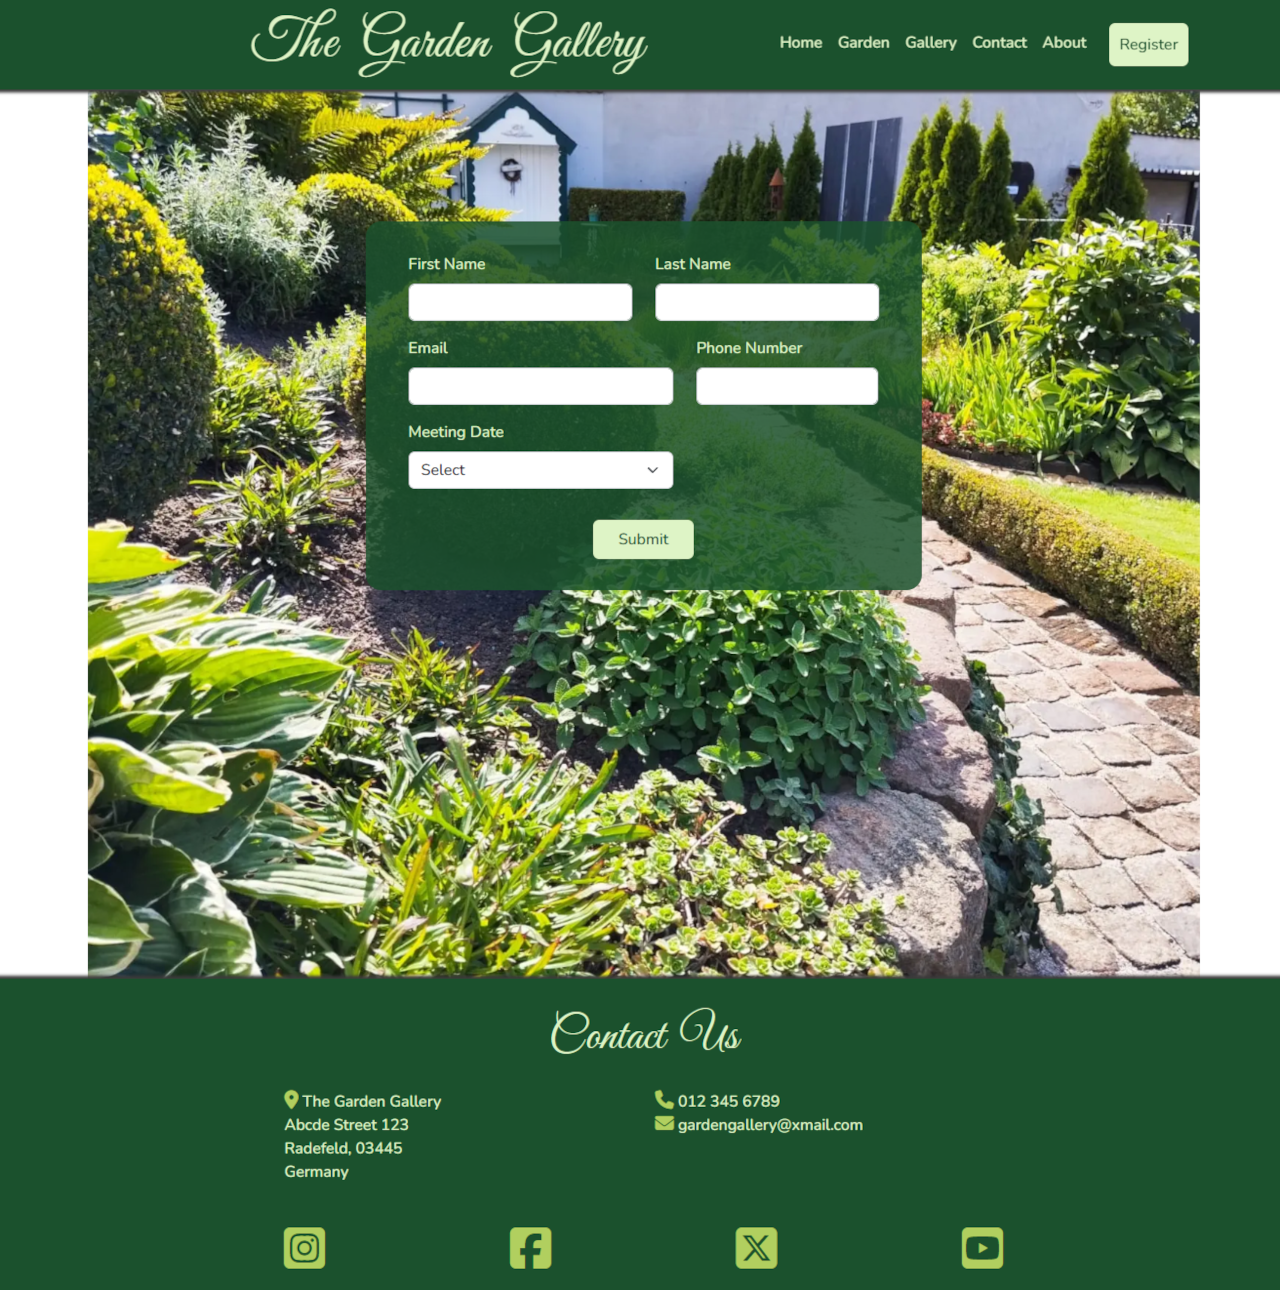 The Garden Gallery
Home Garden Gallery Contact About Register
First Name Last Name
Email Phone Number
Meeting Date
Select
Submit
Contact Us
The Garden Gallery
Abcde Street 123
Radefeld, 03445
Germany
012 345 6789
gardengallery@xmail.com